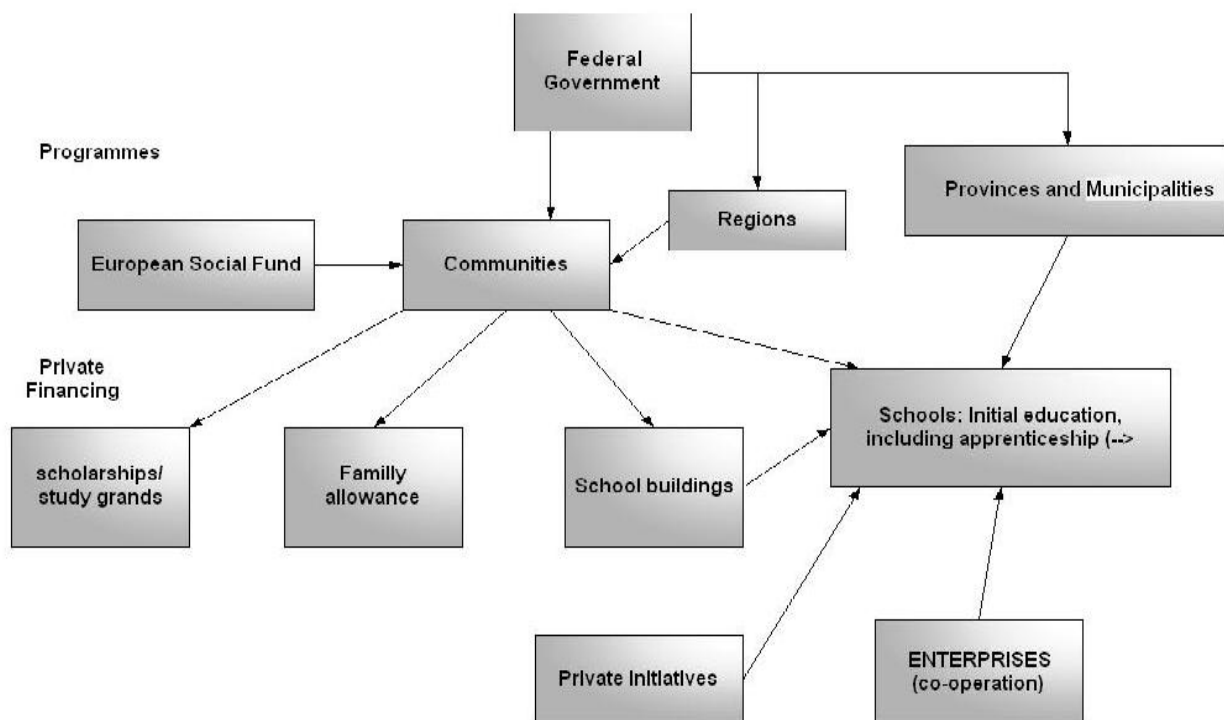 Federal
Government
Programmes
Provinces and Municipalities
Regions
European Social Fund
Communities
Private
Financing
Schools: Initial education,
including apprenticeship (-->
scholarships/
study grands
Familly
allowance
School buildings
Private initiatives
ENTERPRISES
(co-operation)